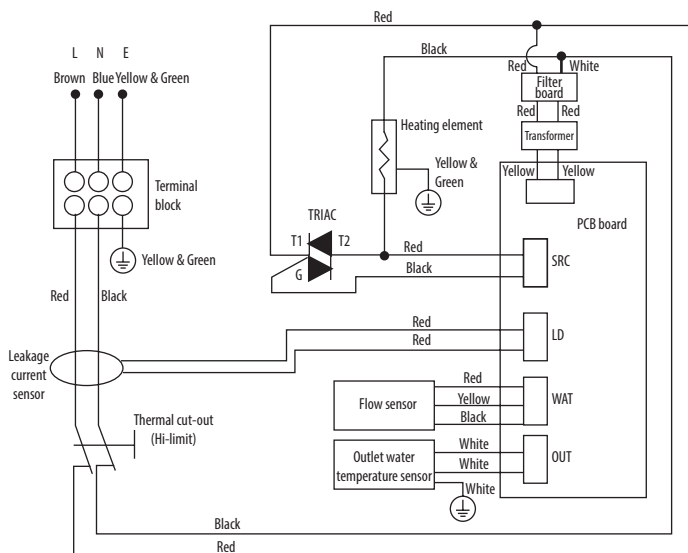 Red
L N E
Black
Brown Blue Yellow & Green
Red White
Filter
board
Red Red
Heating element
Transformer
Yellow &
Green
Yellow Yellow
Terminal
block
TRIAC
PCB board
T1 T2
Red
SRC
Yellow & Green
G
Black
Red Black
Red
LD
Red
Leakage
current
sensor
Red
Flow sensor
Yellow
WAT
Black
Thermal cut-out
(Hi-limit)
White
Outlet water
temperature sensor
OUT
White
White
Black
Red